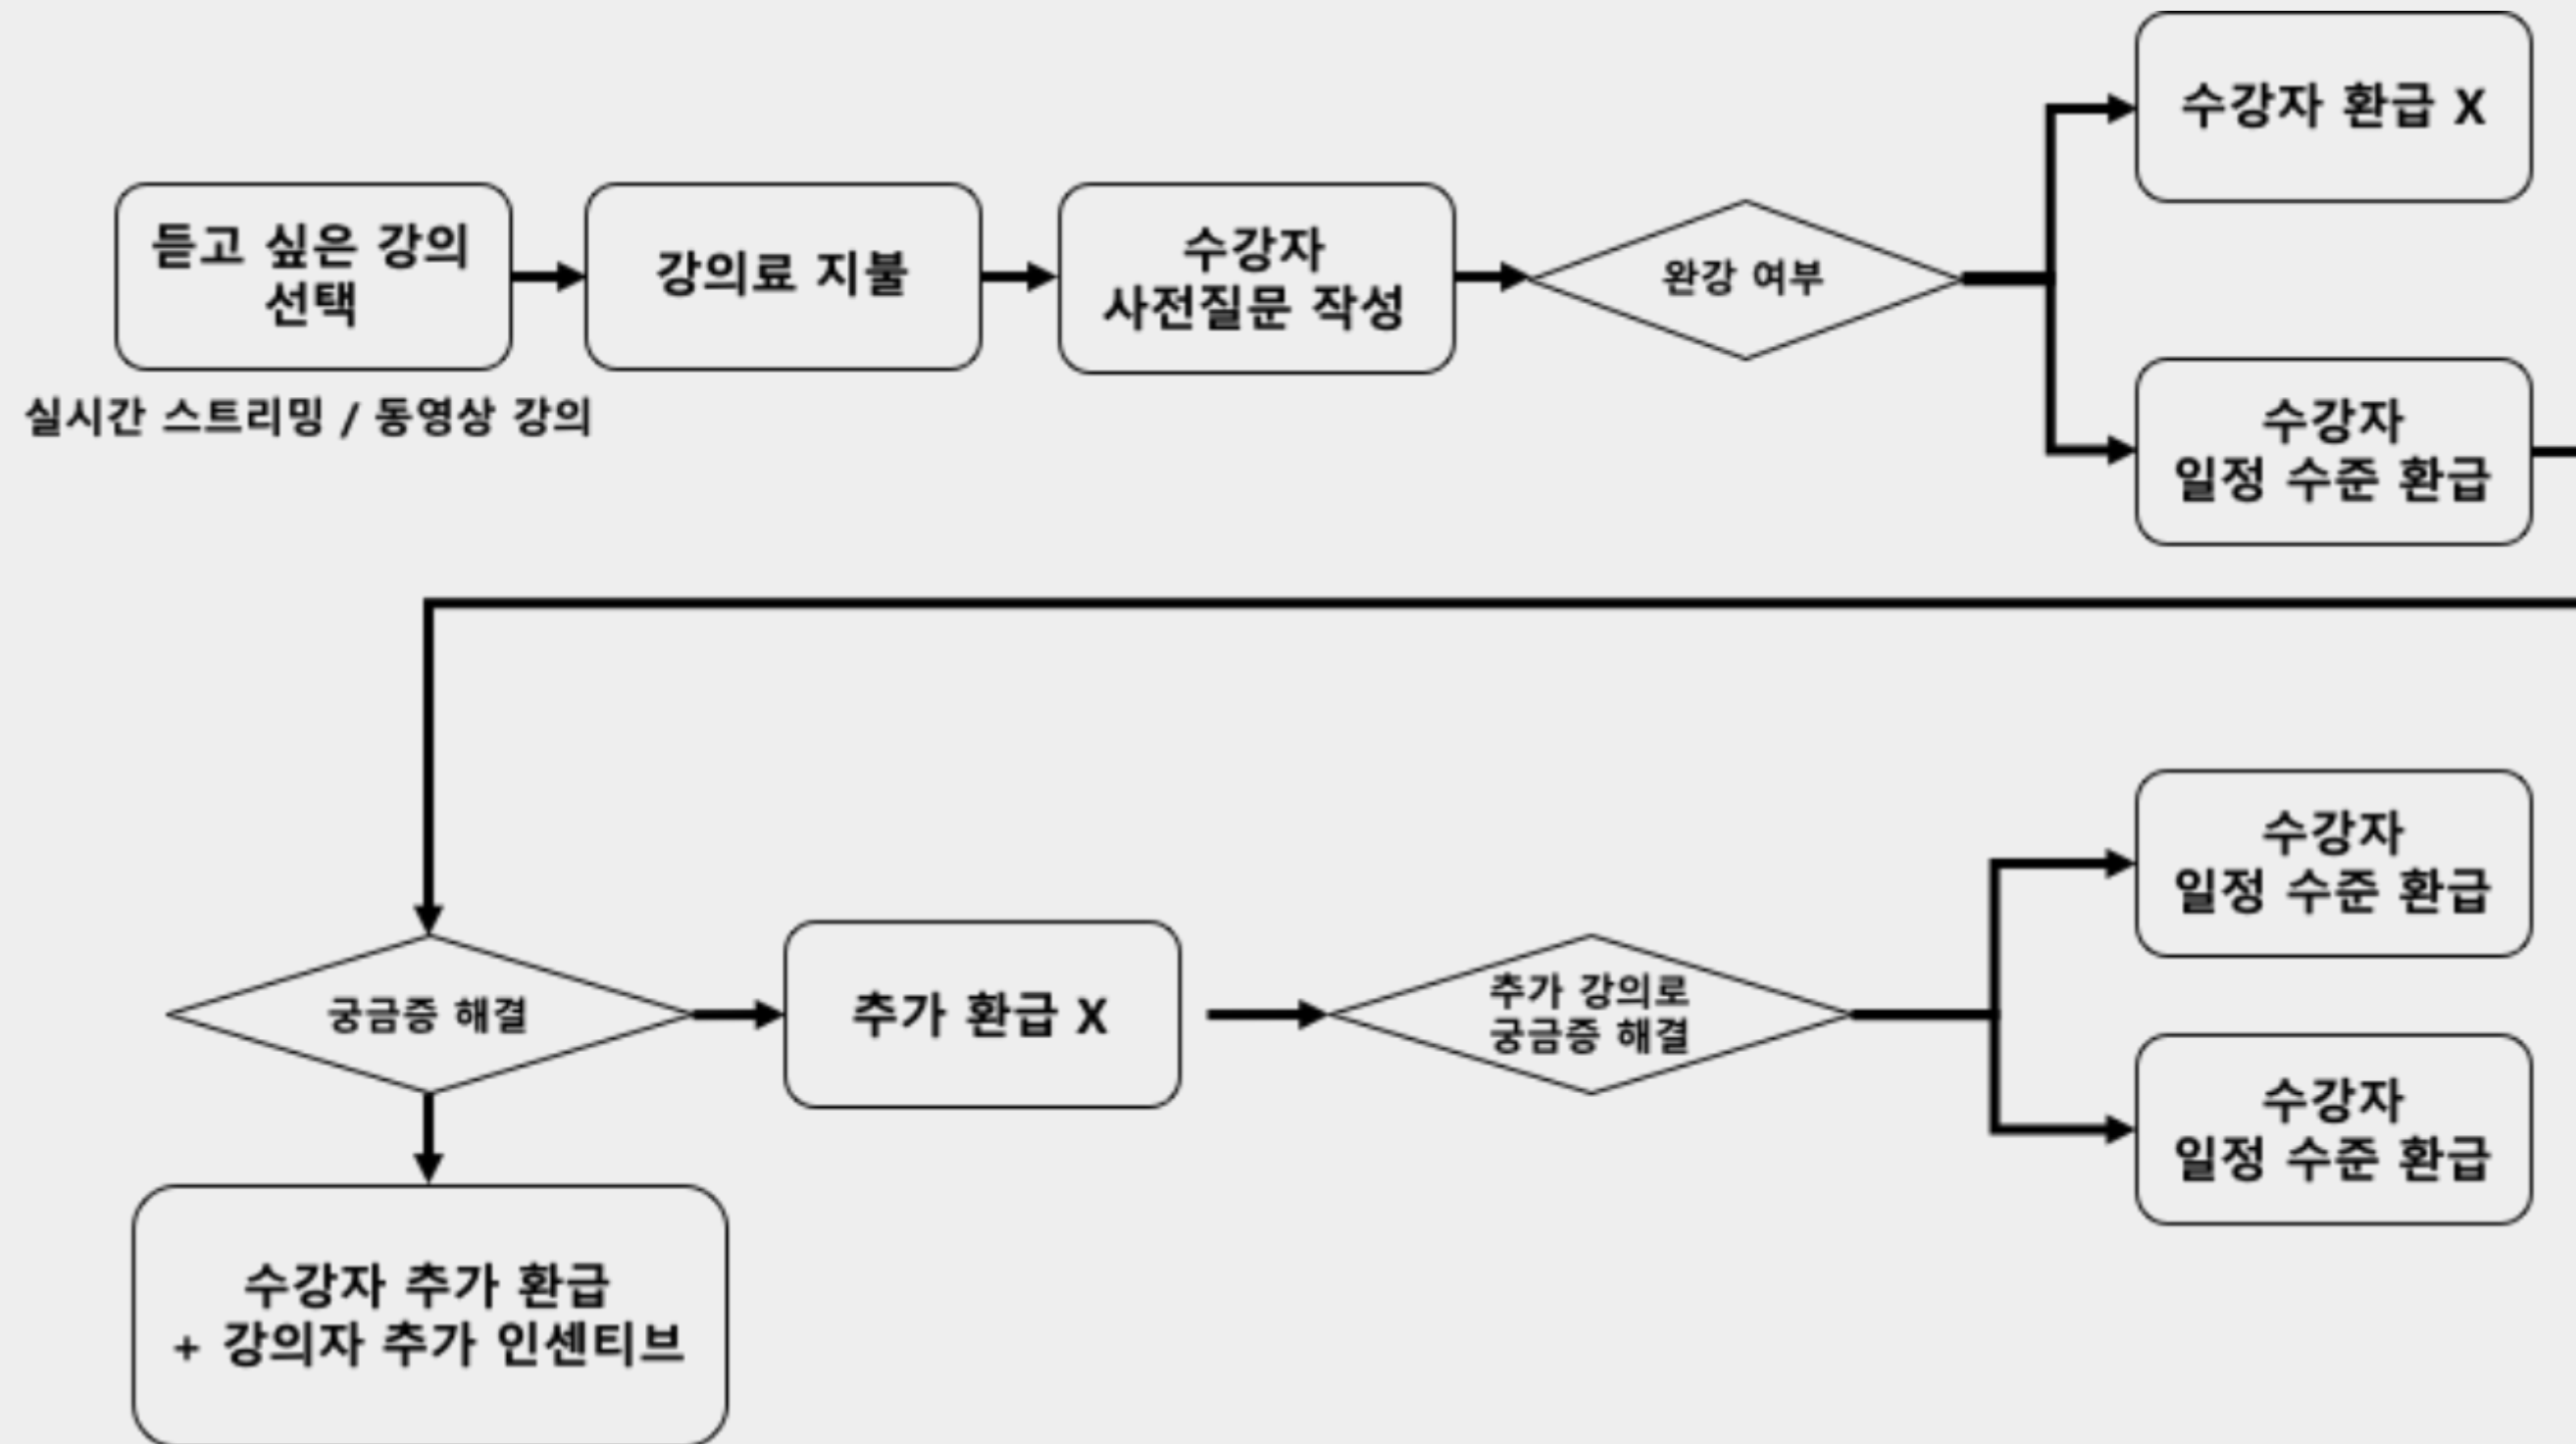 수강자 환급 X
듣고 싶은 강의
선택
강의료 지불
수강자
사전질문 작성
완강 여부
실시간 스트리밍 / 동영상 강의
수강자
일정 수준 환급
궁금증 해결
추가 환급 X
추가 강의로
궁금증 해결
수강자
일정 수준 환급
수강자
일정 수준 환급
수강자 추가 환급
+ 강의자 추가 인센티브